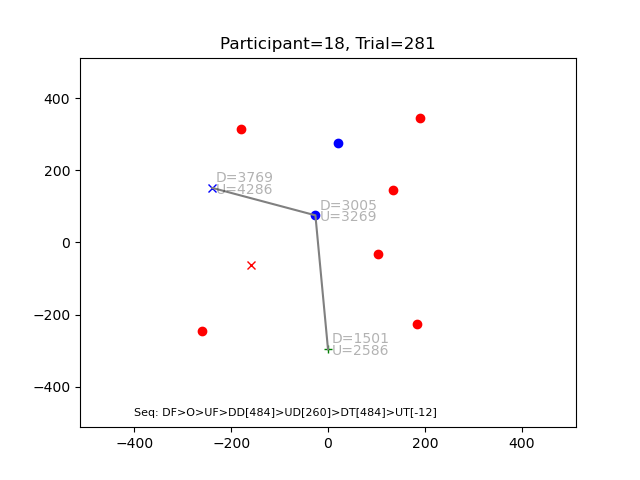 Participant=18, Trial=281
400
200
0
−200
−400
D=3769
U=4286
D=3005
U=3269
D=1501
U=2586
Seq: DF>O>UF>DD[484]>UD[260]>DT[484]>UT[-12]
−400 −200 0 200 400